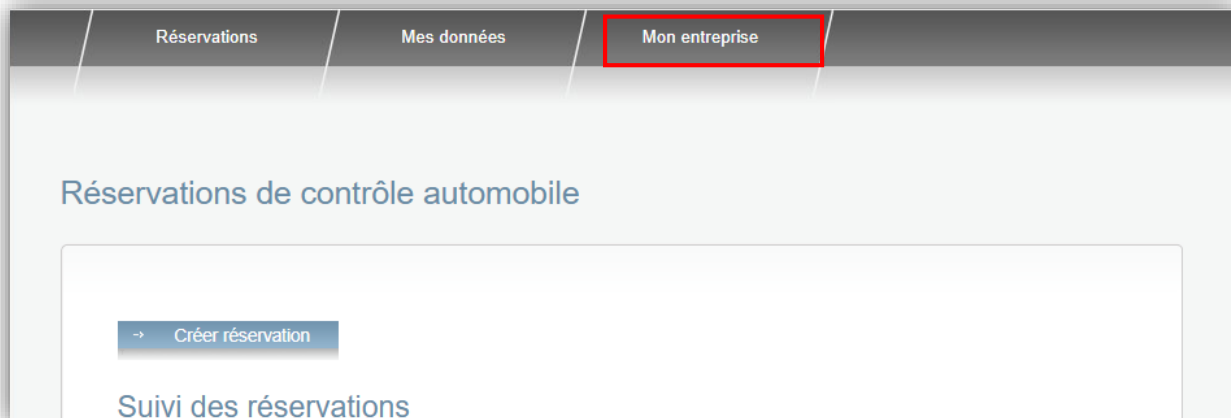 Réservations Mes données Mon entreprise
Réservations de contrôle automobile
→ Créer réservation
Suivi des réservations